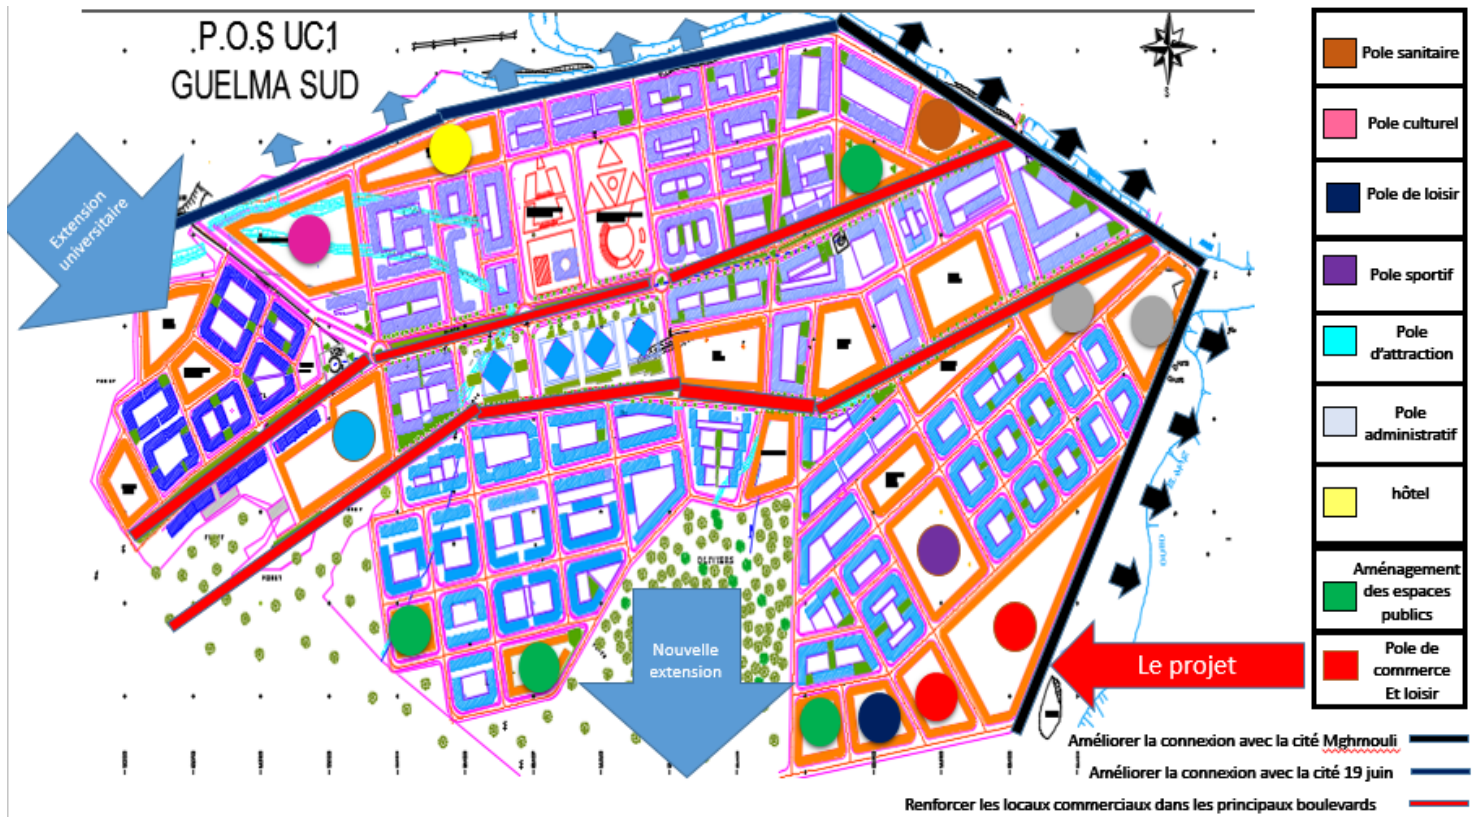 P.O.S UC1
GUELMA SUD
Extension
universitaire
OLIVIERS
FORET
Nouvelle
extension
Le projet
Pole sanitaire
Pole culturel
Pole de loisir
Pole sportif
Pole
d'attraction
Pole
administratif
hôtel
Aménagement
des espaces
publics
Pole de
commerce
Et loisir
Améliorer la connexion avec la cité Mghmouli
Améliorer la connexion avec la cité 19 juin
Renforcer les locaux commerciaux dans les principaux boulevards